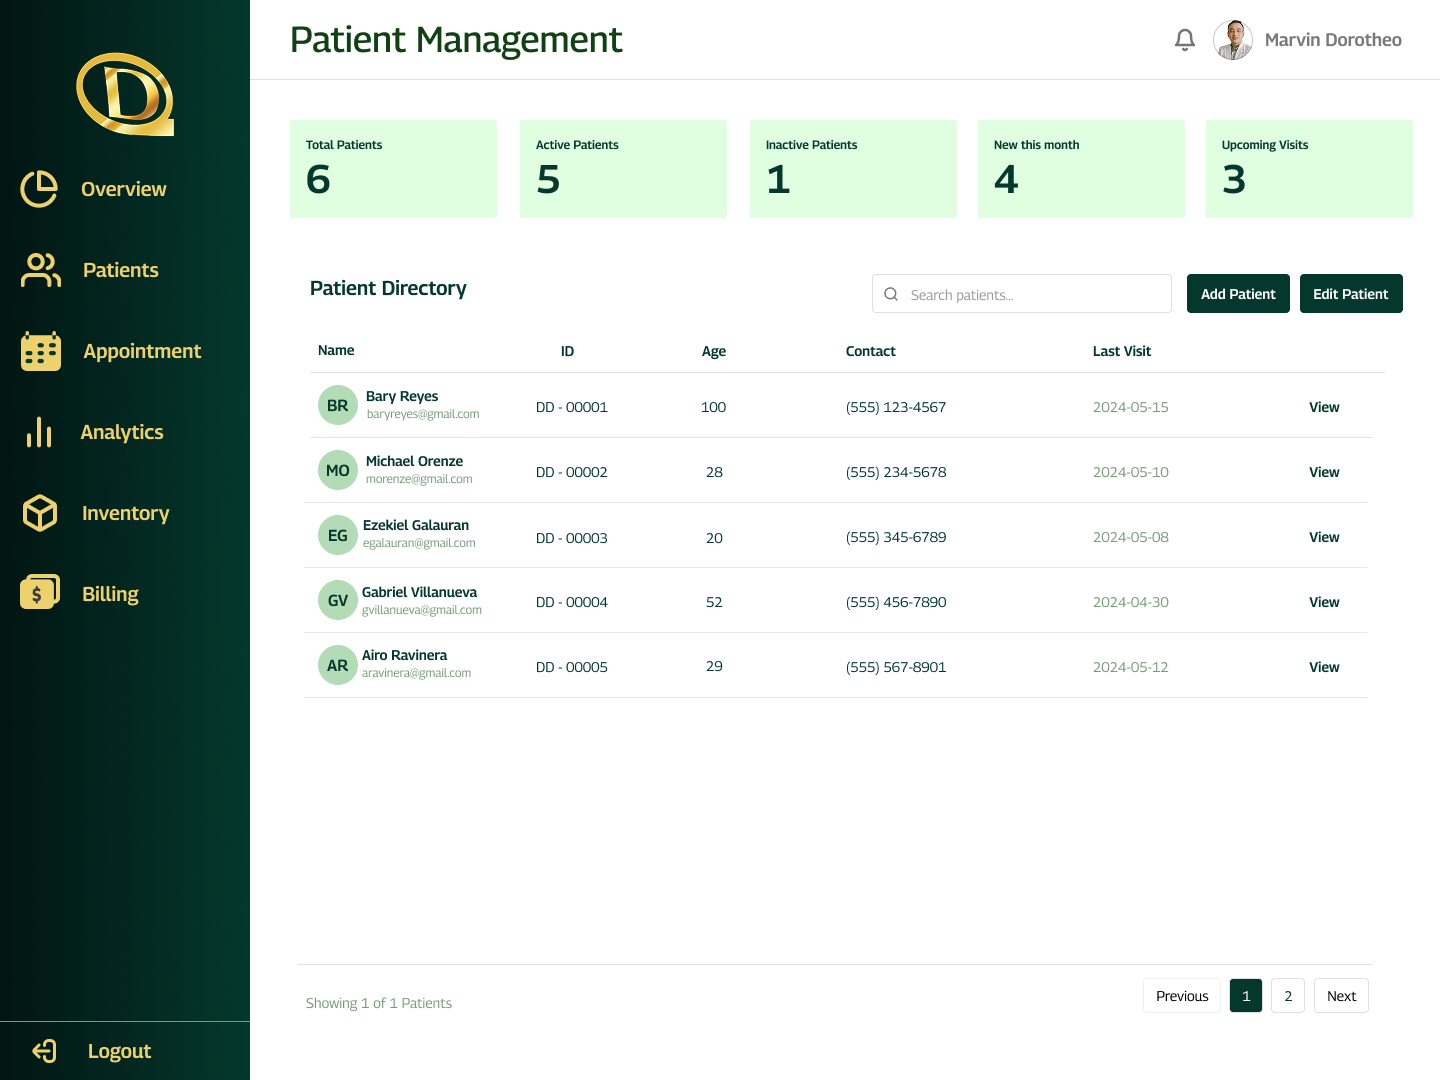 D
Patient Management
Marvin Dorotheo
Overview
Patients
Appointment
Analytics
Inventory
$
Billing
Logout
Total Patients
6
Active Patients
5
Inactive Patients
1
New this month
4
Upcoming Visits
3
Patient Directory
Search patients...
Add Patient
Edit Patient
Name ID Age Contact Last Visit
BR Bary Reyes
baryreyes@gmail.com
DD - 00001 100 (555) 123-4567 2024-05-15 View
MO Michael Orenze
morenze@gmail.com
DD - 00002 28 (555) 234-5678 2024-05-10 View
EG Ezekiel Galauran
egalauran@gmail.com
DD - 00003 20 (555) 345-6789 2024-05-08 View
GV Gabriel Villanueva
gvillanueva@gmail.com
DD - 00004 52 (555) 456-7890 2024-04-30 View
AR Airo Ravinera
aravinera@gmail.com
DD - 00005 29 (555) 567-8901 2024-05-12 View
Showing 1 of 1 Patients
Previous 1 2 Next